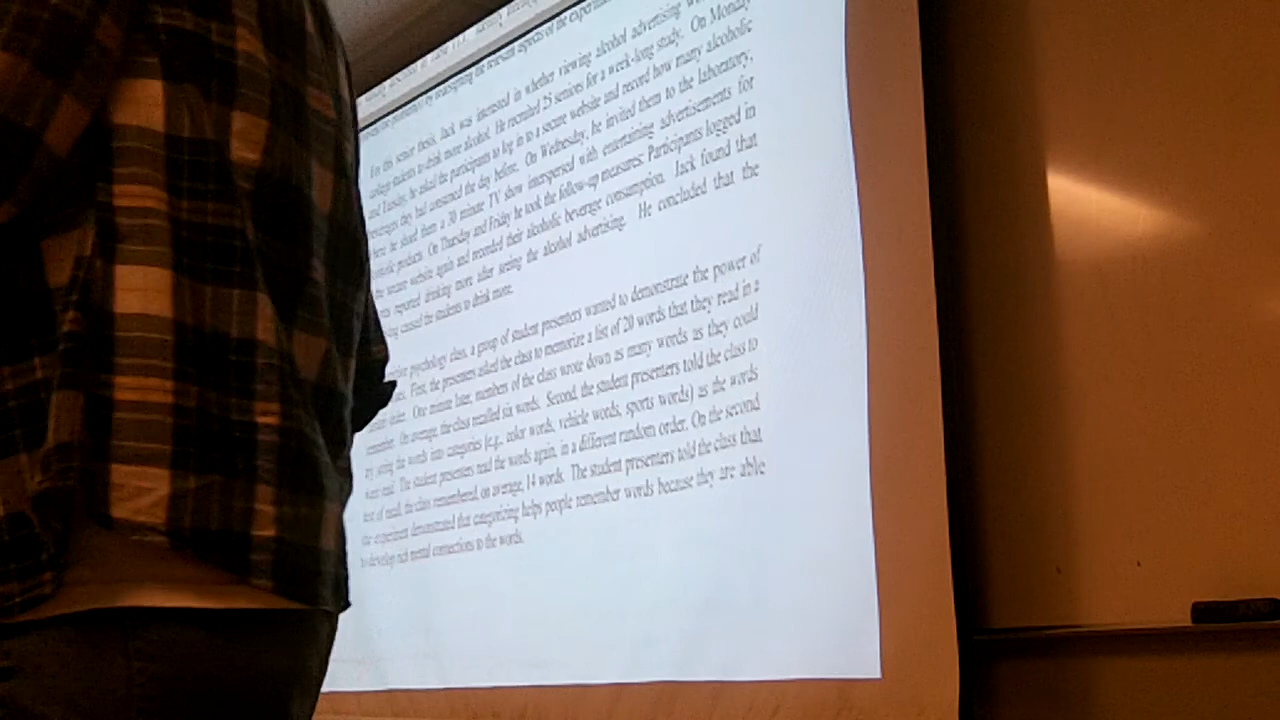 For his senior thesis, Jack was interested in whether viewing alcohol advertising
college students to drink more alcohol. He recruited 25 seniors for a week-long study. On Monday
and Tuesday, he asked the participants to log in to a secure website and record how many alcoholic
beverages they had consumed the day before. On Wednesday, he invited them to the laboratory,
where he showed them a 30 minute TV show interspersed with entertaining advertisements for
products. On Thursday and Friday he took the follow-up measures: Participants logged in
the secure website again and recorded their alcoholic beverage consumption. Jack found that
reported drinking more after seeing the alcohol advertising. He concluded that the
caused the students to drink more.
psychology class, a group of student presenters wanted to demonstrate the power of
First, the presenters asked the class to memorize a list of 20 words that they read in a
order. One minute later, members of the class wrote down as many words as they could
remember. On average, the class recalled six words. Second, the student presenters told the class to
try sorting the words into categories (e.g., color words, vehicle words, sports words) as the words
were read. The student presenters read the words again, in a different random order. On the second
test of recall, the class remembered, on average, 14 words. The student presenters told the class that
the experiment demonstrated that categorizing helps people remember words because they are able
to develop rich mental connections to the words.